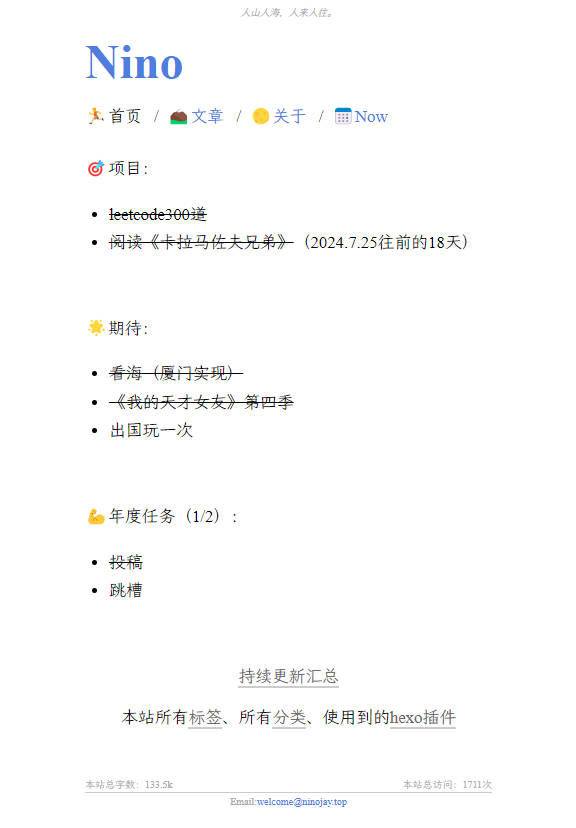 人山人海，人来人往。
Nino
🏃 首页 / 🌰 文章 / 🌕 关于 / 📅 Now
🎯 项目：
leetcode300道
阅读《卡拉马佐夫兄弟》（2024.7.25往前的18天）
🌟 期待：
看海（厦门实现）
《我的天才女友》第四季
出国玩一次
💪 年度任务（1/2）：
投稿
跳槽
持续更新汇总
本站所有标签、所有分类、使用到的hexo插件
本站总字数：133.5k 本站总访问：1711次
Email:welcome@ninojay.top